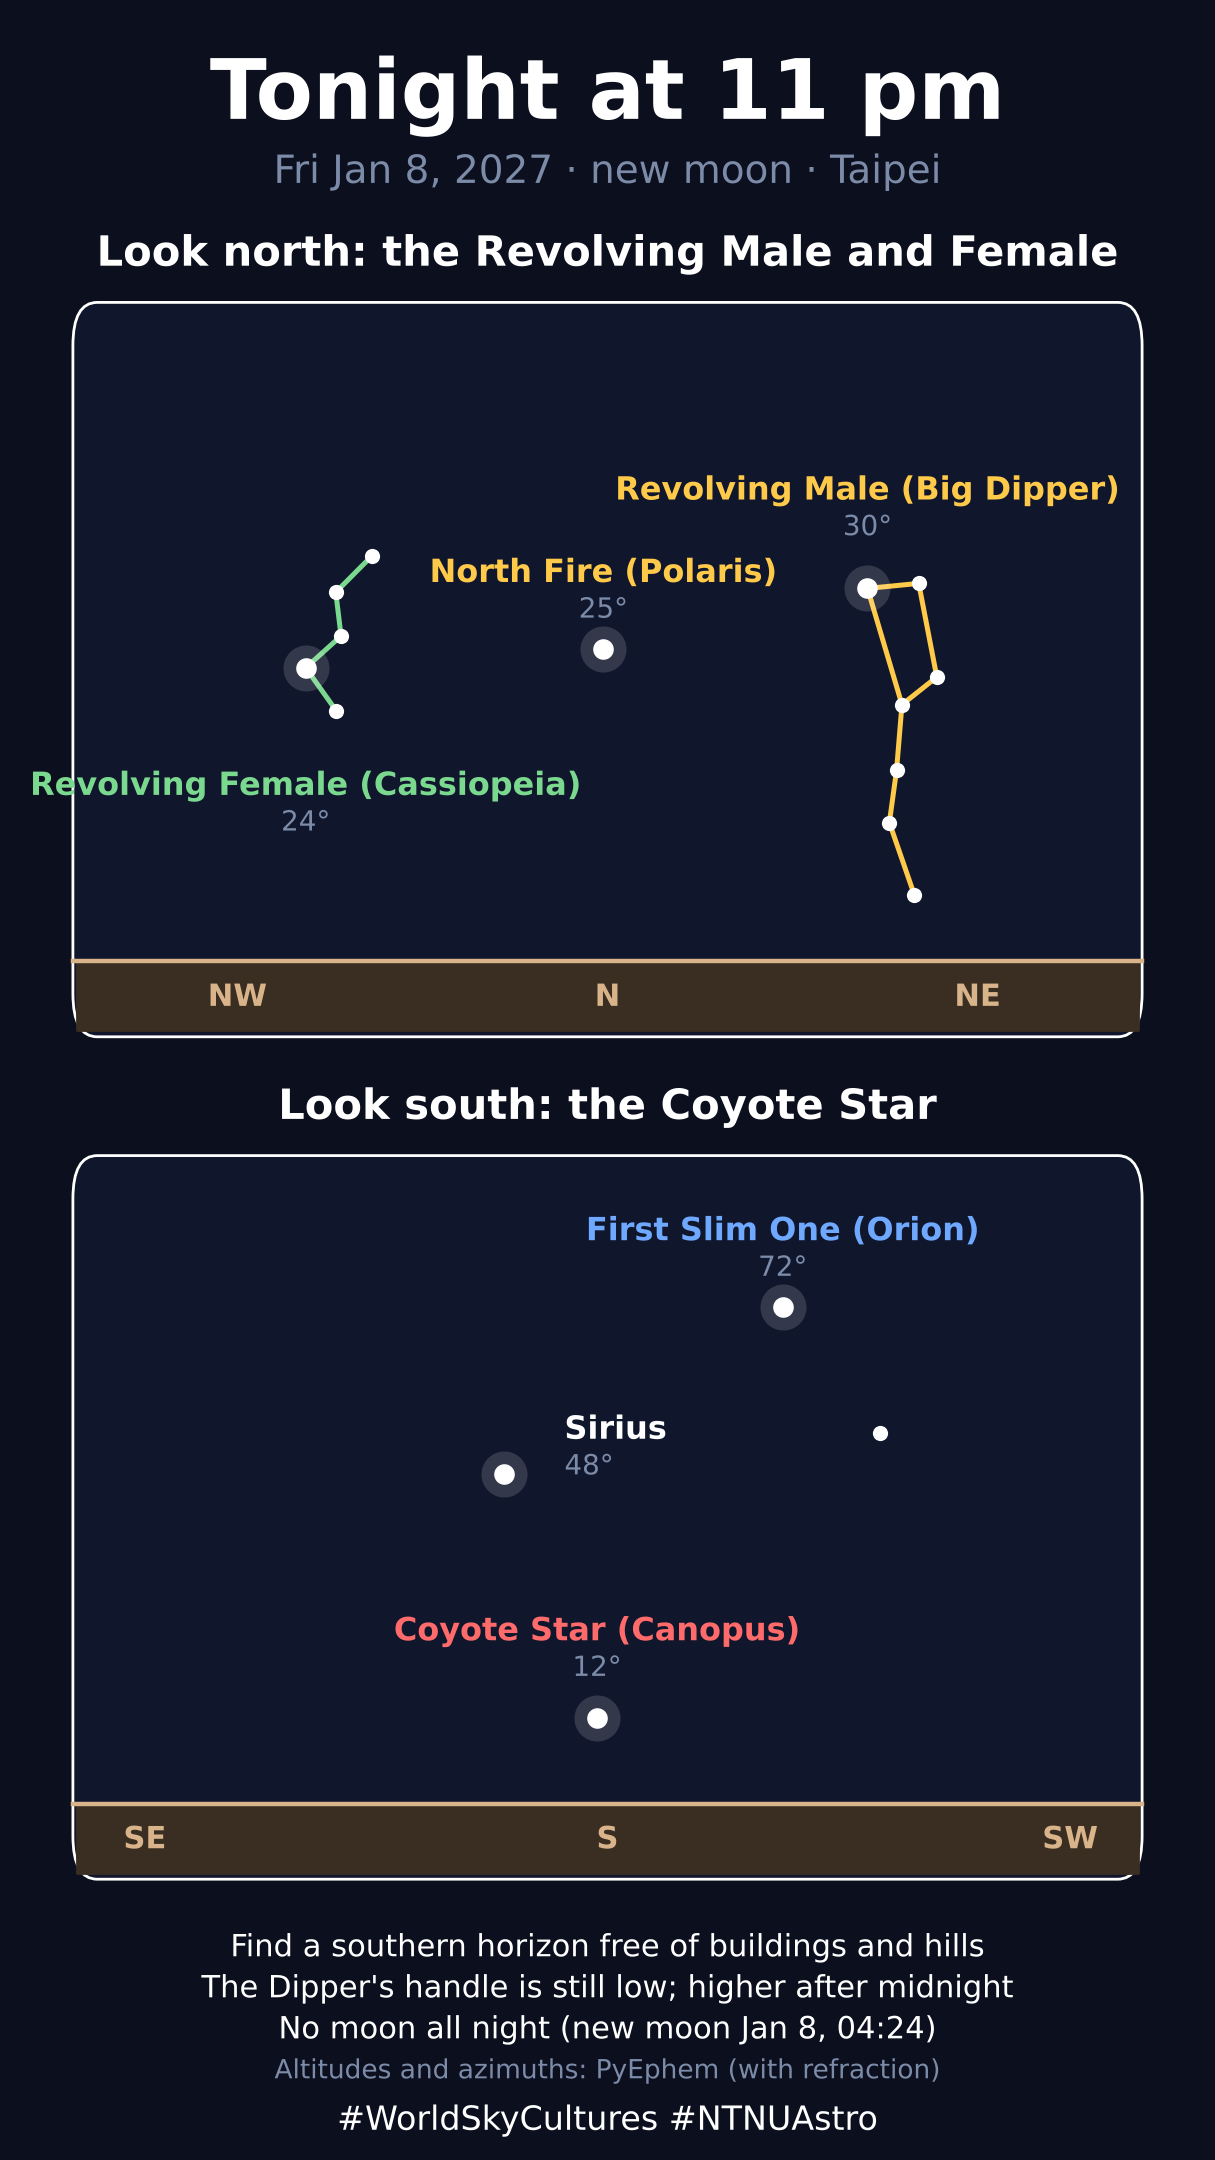 Tonight at 11 pm
Fri Jan 8, 2027 · new moon · Taipei
Look north: the Revolving Male and Female
Revolving Male (Big Dipper)
30°
North Fire (Polaris)
25°
Revolving Female (Cassiopeia)
24°
NW N NE
Look south: the Coyote Star
First Slim One (Orion)
72°
Sirius
48°
Coyote Star (Canopus)
12°
SE S SW
Find a southern horizon free of buildings and hills
The Dipper's handle is still low; higher after midnight
No moon all night (new moon Jan 8, 04:24)
Altitudes and azimuths: PyEphem (with refraction)
#WorldSkyCultures #NTNUAstro